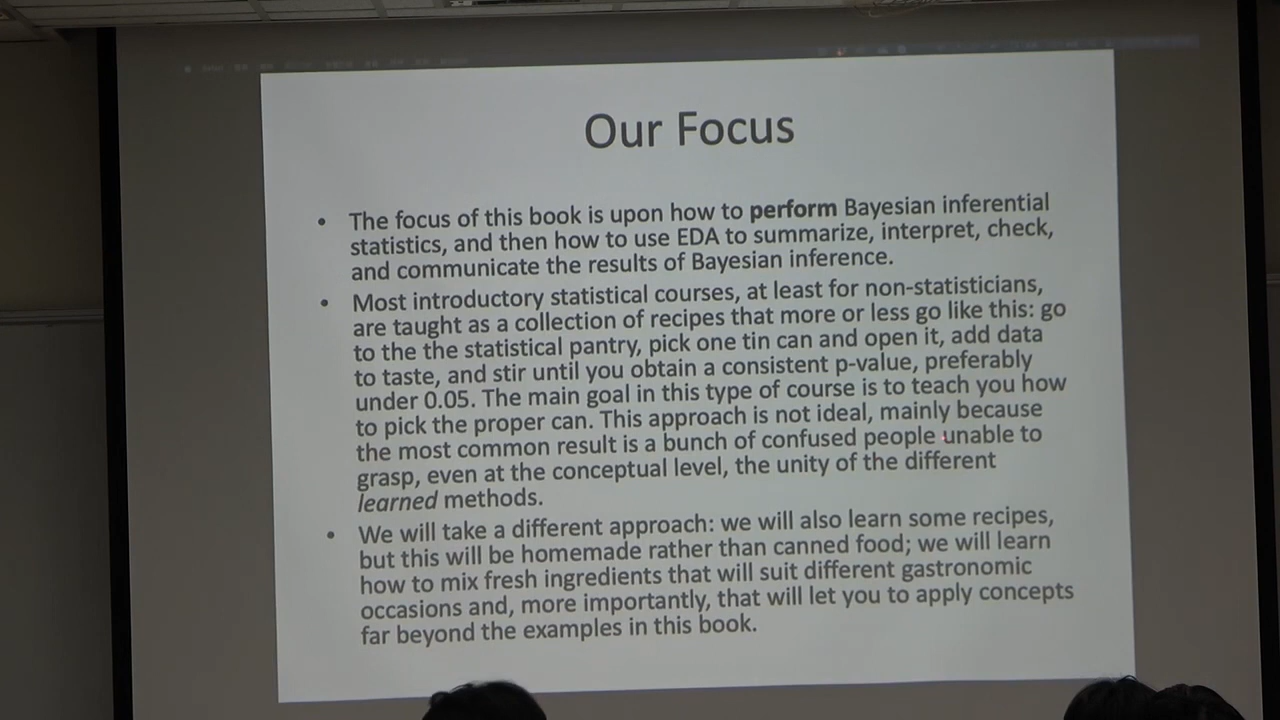 Our Focus
• The focus of this book is upon how to perform Bayesian inferential
statistics, and then how to use EDA to summarize, interpret, check,
and communicate the results of Bayesian inference.
• Most introductory statistical courses, at least for non-statisticians,
are taught as a collection of recipes that more or less go like this: go
to the the statistical pantry, pick one tin can and open it, add data
to taste, and stir until you obtain a consistent p-value, preferably
under 0.05. The main goal in this type of course is to teach you how
to pick the proper can. This approach is not ideal, mainly because
the most common result is a bunch of confused people unable to
grasp, even at the conceptual level, the unity of the different
learned methods.
• We will take a different approach: we will also learn some recipes,
but this will be homemade rather than canned food; we will learn
how to mix fresh ingredients that will suit different gastronomic
occasions and, more importantly, that will let you to apply concepts
far beyond the examples in this book.